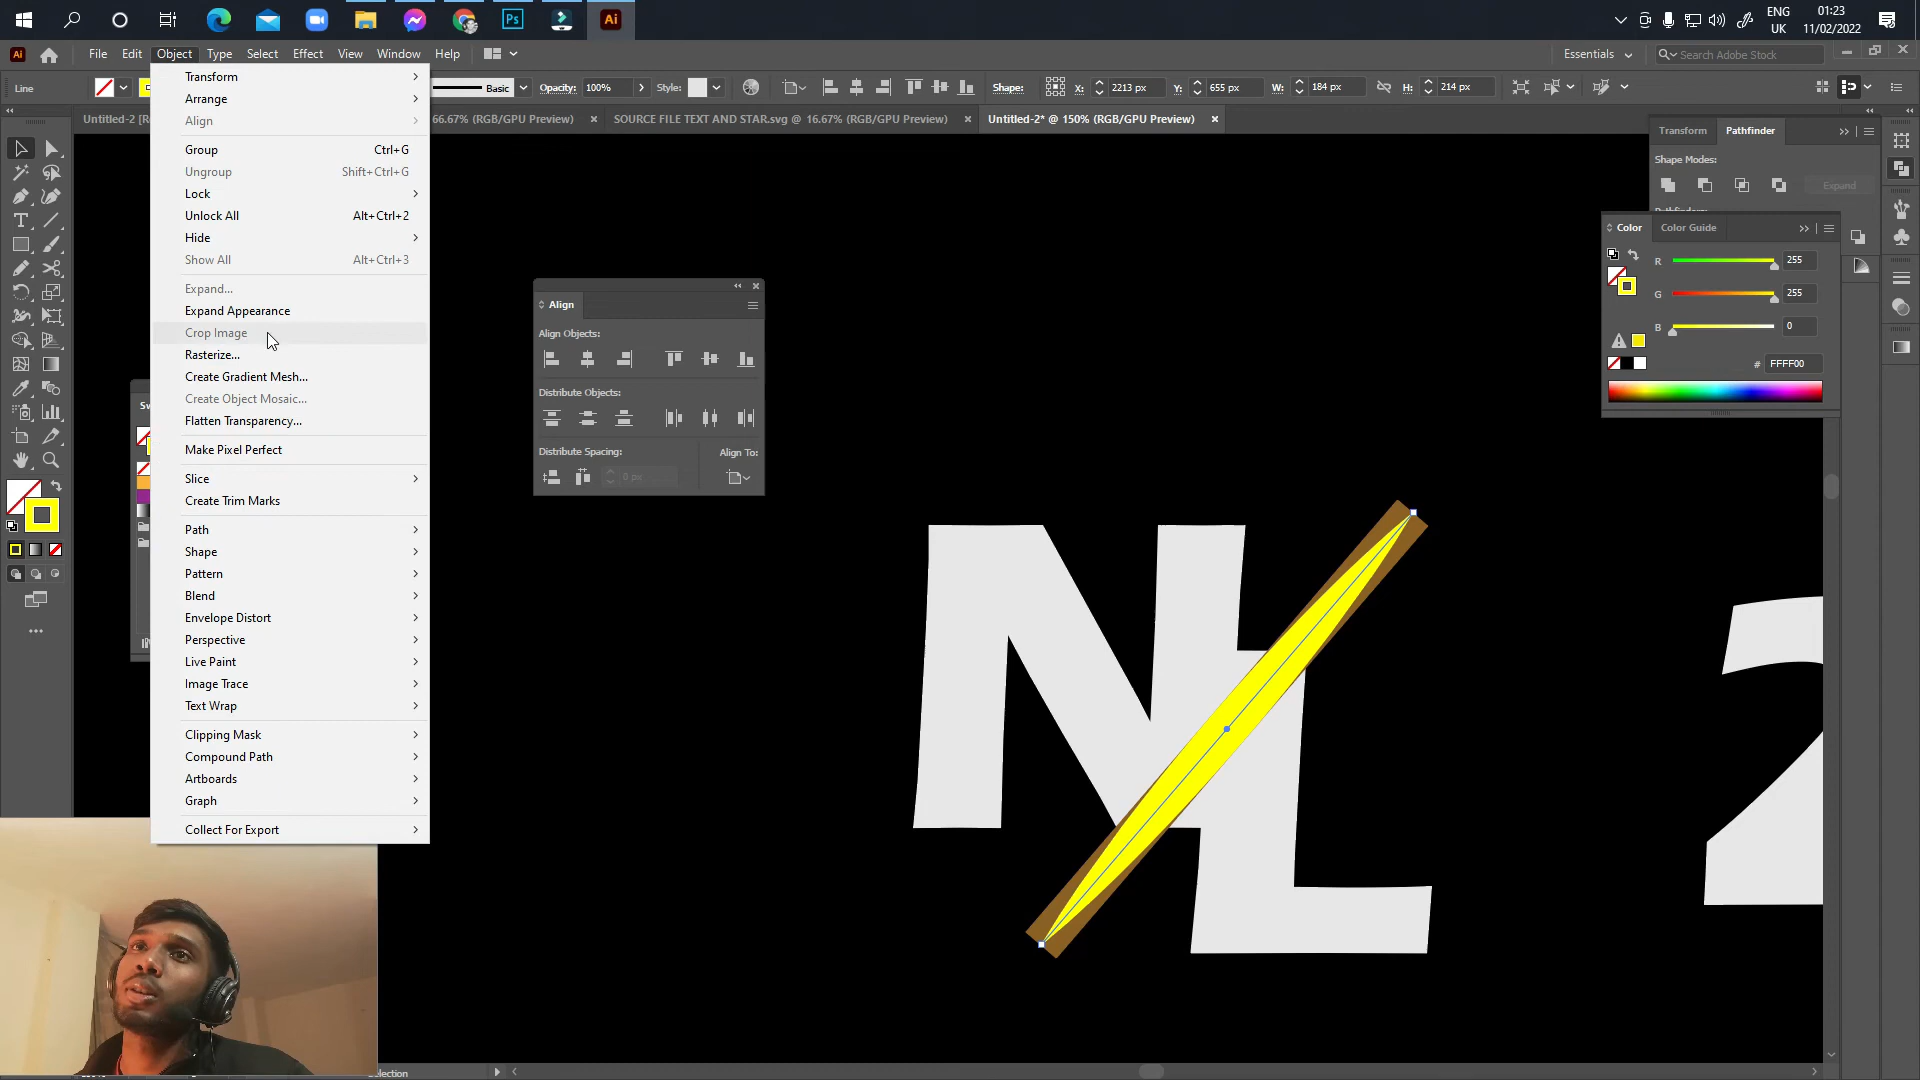 ENG
UK
01:23
11/02/2022
Ps
Ai
Ai
File Edit Object Type Select Effect View Window Help
Essentials
Search Adobe Stock
Line
Basic
Opacity: 100%
Style:
Shape:
X: 2213 px
Y: 655 px
W: 184 px
H: 214 px
Untitled-2
66.67% (RGB/GPU Preview)
SOURCE FILE TEXT AND STAR.svg @ 16.67% (RGB/GPU Preview)
Untitled-2* @ 150% (RGB/GPU Preview)
Transform
Arrange
Align
Group Ctrl+G
Ungroup Shift+Ctrl+G
Lock
Unlock All Alt+Ctrl+2
Hide
Show All Alt+Ctrl+3
Expand...
Expand Appearance
Crop Image
Rasterize...
Create Gradient Mesh...
Create Object Mosaic...
Flatten Transparency...
Make Pixel Perfect
Slice
Create Trim Marks
Path
Shape
Pattern
Blend
Envelope Distort
Perspective
Live Paint
Image Trace
Text Wrap
Clipping Mask
Compound Path
Artboards
Graph
Collect For Export
Align
Align Objects:
Distribute Objects:
Distribute Spacing:
Align To:
0 px
Transform Pathfinder
Shape Modes:
Expand
Color Color Guide
R 255
G 255
B 0
# FFFF00
NL
2
Selection